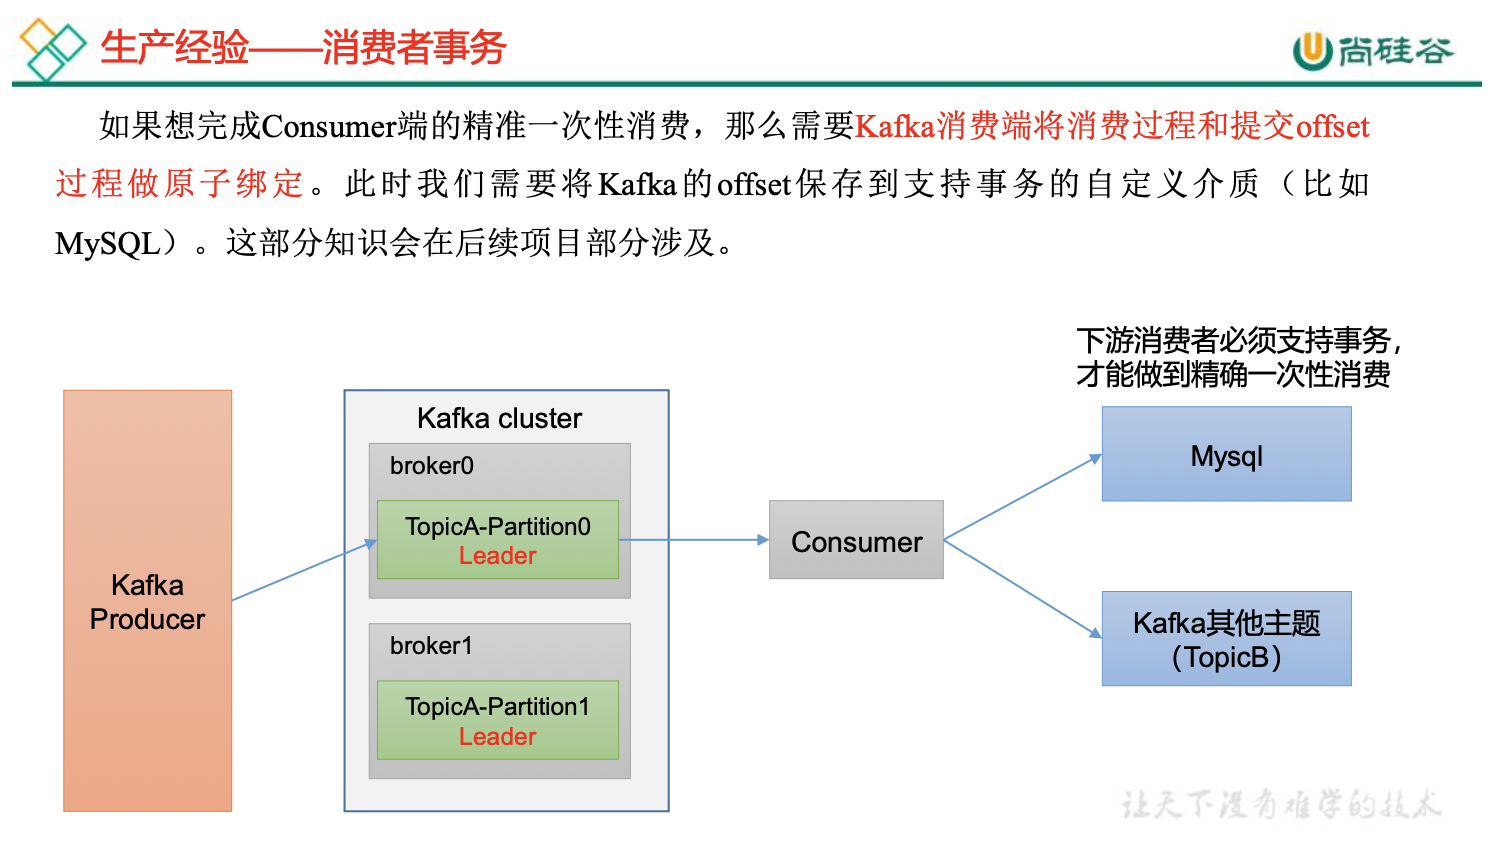 生产经验——消费者事务
尚硅谷
如果想完成Consumer端的精准一次性消费，那么需要Kafka消费端将消费过程和提交offset
过程做原子绑定。此时我们需要将Kafka的offset保存到支持事务的自定义介质（比如
MySQL）。这部分知识会在后续项目部分涉及。
下游消费者必须支持事务，
才能做到精确一次性消费
Kafka
Producer
Kafka cluster
broker0
TopicA-Partition0
Leader
broker1
TopicA-Partition1
Leader
Consumer
Mysql
Kafka其他主题
（TopicB）
让天下没有难学的技术